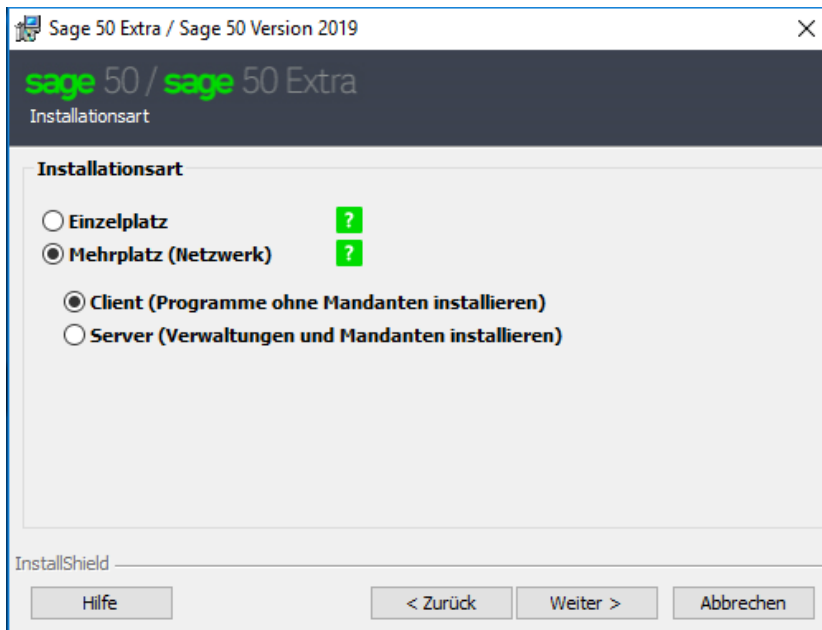 Sage 50 Extra / Sage 50 Version 2019
sage 50 / sage 50 Extra
Installationsart
Installationsart
Einzelplatz ?
Mehrplatz (Netzwerk) ?
Client (Programme ohne Mandanten installieren)
Server (Verwaltungen und Mandanten installieren)
InstallShield
Hilfe < Zurück Weiter > Abbrechen